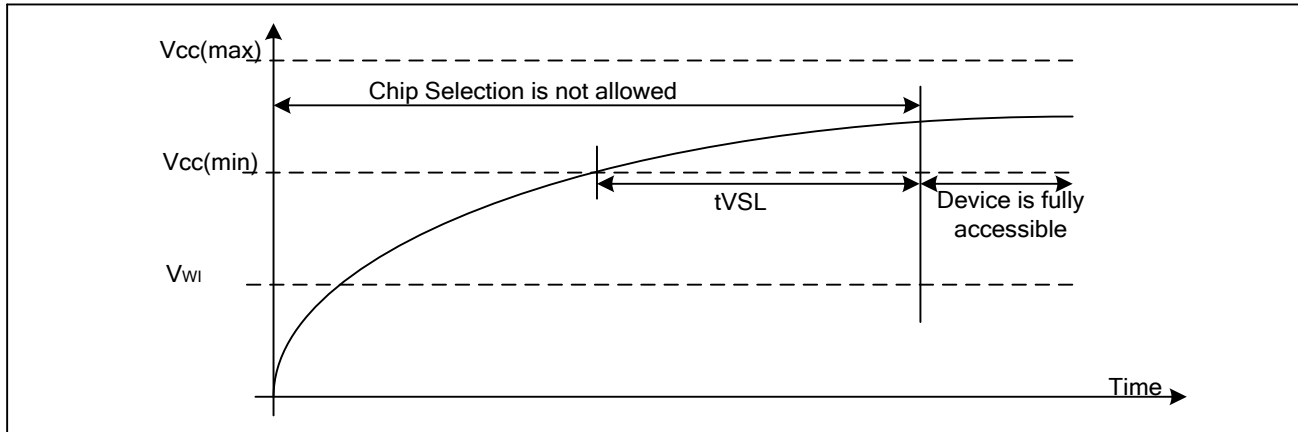 Vcc(max)
Chip Selection is not allowed
Vcc(min)
tVSL
Device is fully
accessible
VWI
Time